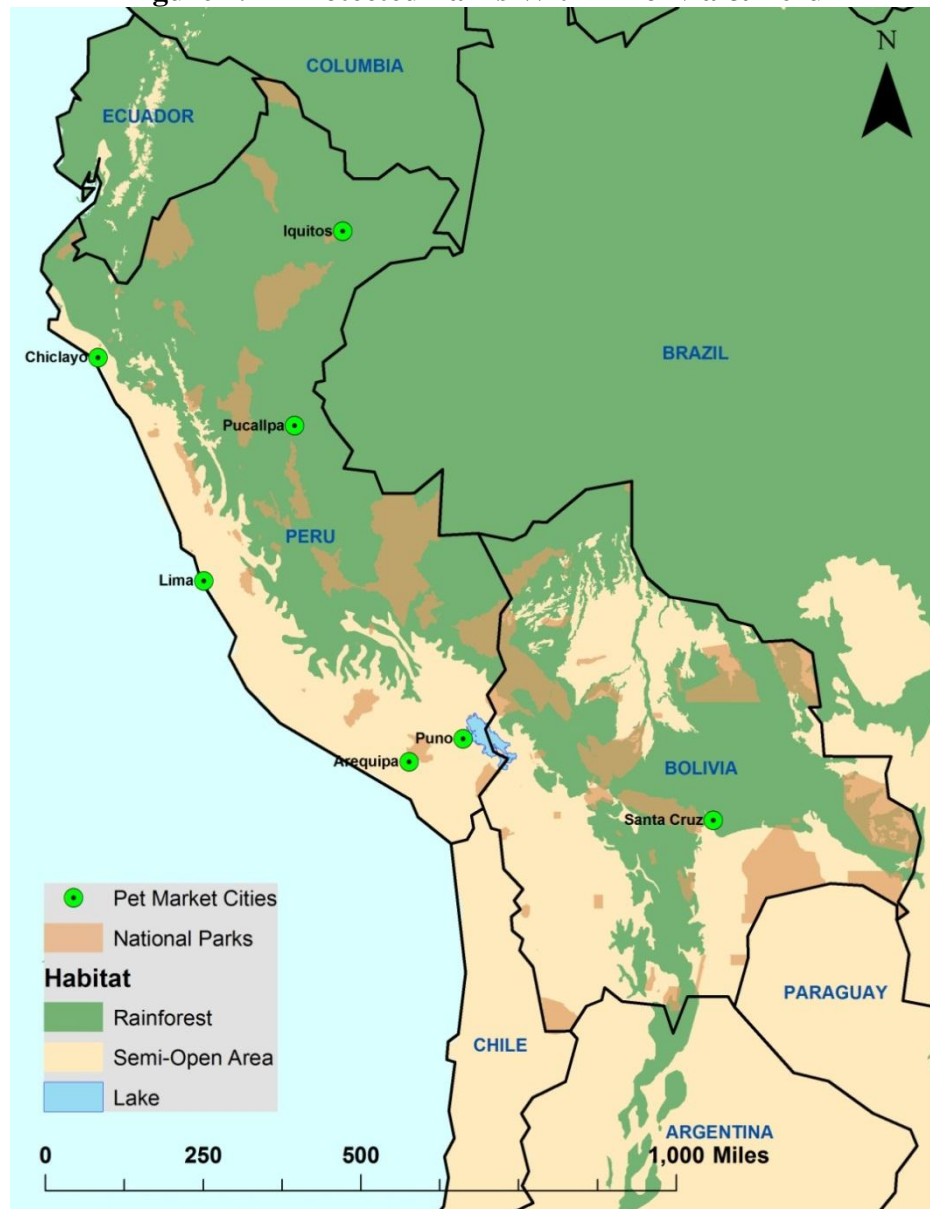 N
COLUMBIA
ECUADOR
Iquitos
BRAZIL
Chiclayo
Pucallpa
PERU
Lima
Puno
Arequipa
BOLIVIA
Santa Cruz
Pet Market Cities
National Parks
Habitat
Rainforest
Semi-Open Area
Lake
PARAGUAY
CHILE
ARGENTINA
0 250 500 1,000 Miles